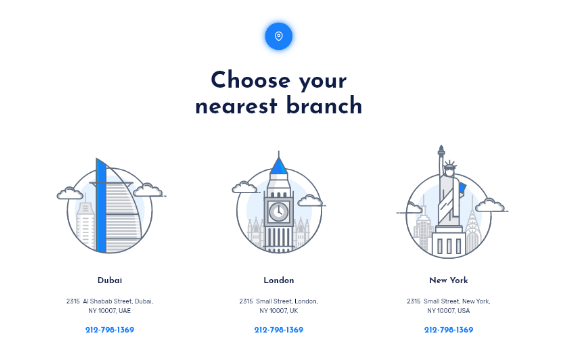 Choose your
nearest branch
Dubai
London
New York
2315 Al Shabab Street, Dubai,
NY 10007, UAE
2315 Small Street, London,
NY 10007, UK
2315 Small Street, New York,
NY 10007, USA
212-798-1369
212-798-1369
212-798-1369